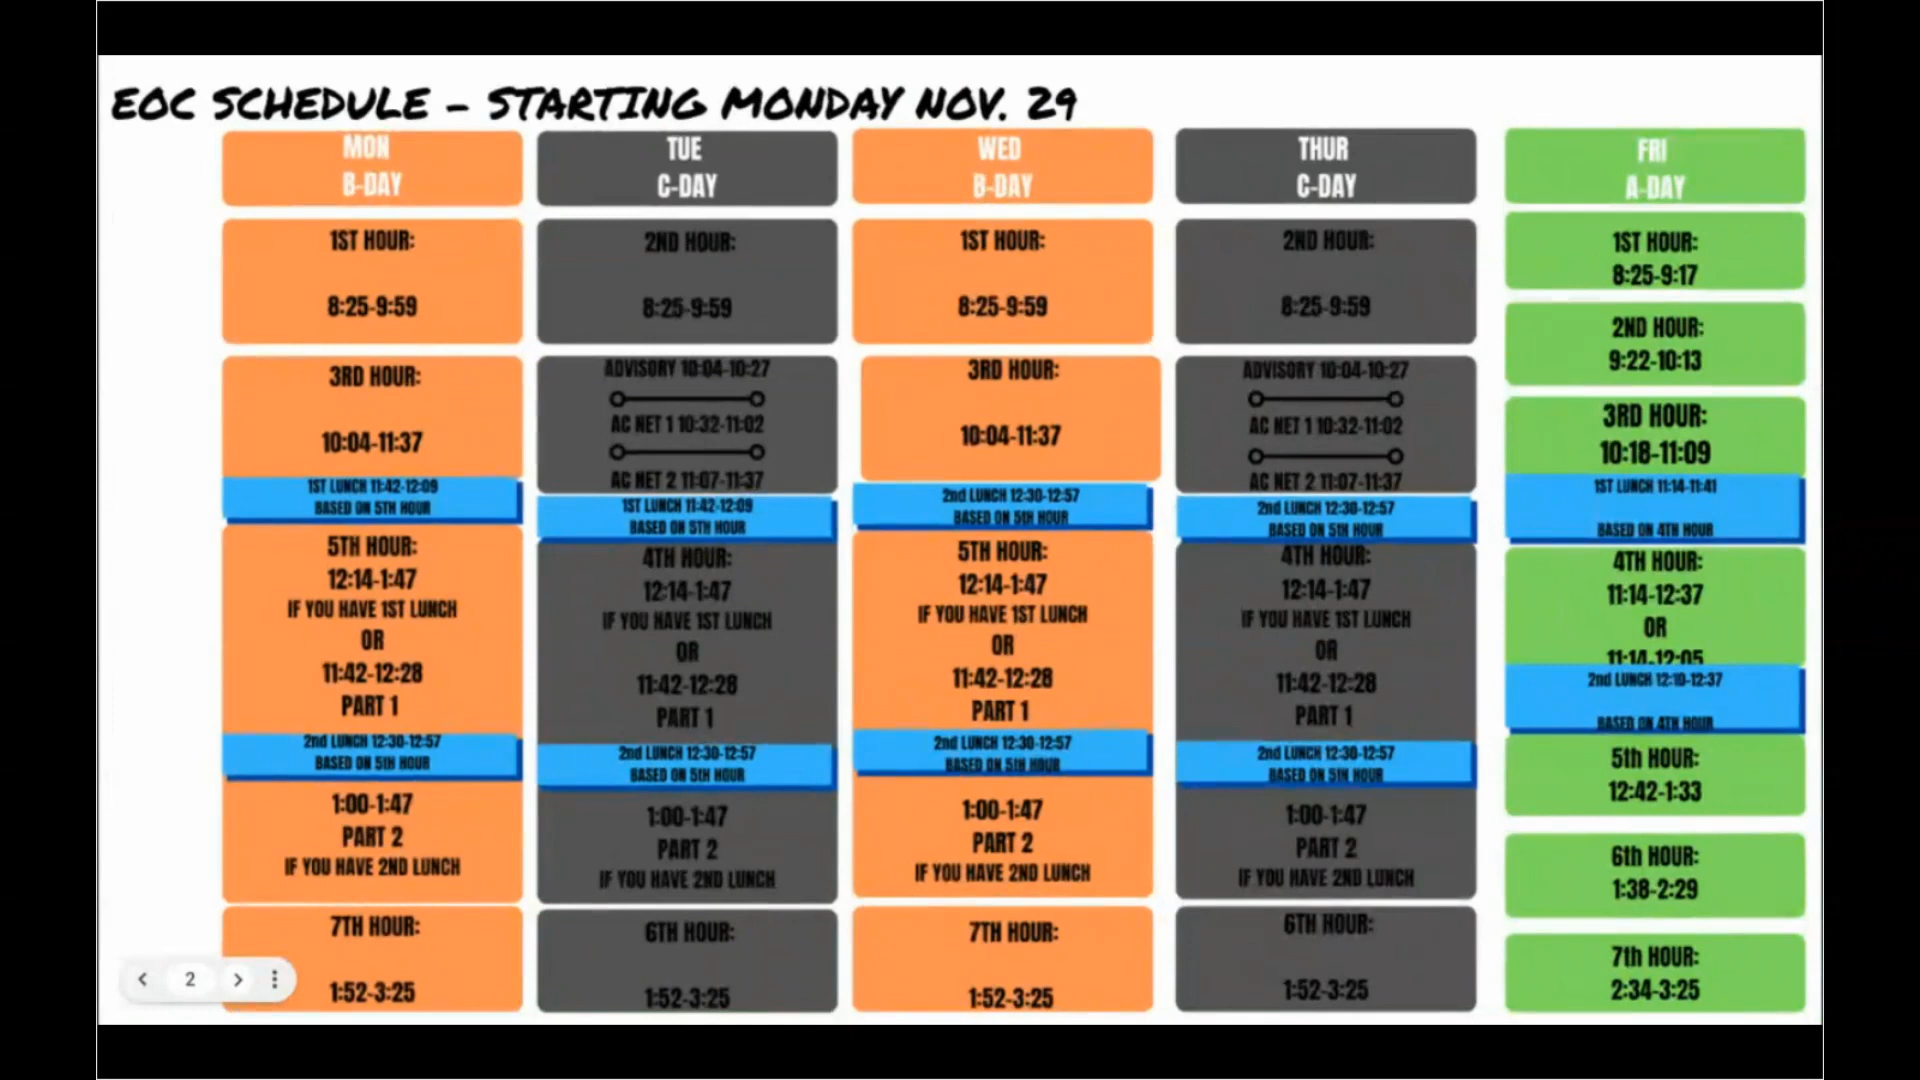 EOC SCHEDULE - STARTING MONDAY NOV. 29
MON
B-DAY
1ST HOUR:
8:25-9:59
3RD HOUR:
10:04-11:37
1ST LUNCH 11:42-12:09
BASED ON 5TH HOUR
5TH HOUR:
12:14-1:47
IF YOU HAVE 1ST LUNCH
OR
11:42-12:28
PART 1
2nd LUNCH 12:30-12:57
BASED ON 5th HOUR
1:00-1:47
PART 2
IF YOU HAVE 2ND LUNCH
7TH HOUR:
1:52-3:25
TUE
C-DAY
2ND HOUR:
8:25-9:59
ADVISORY 10:04-10:27
AC NET 1 10:32-11:02
AC NET 2 11:07-11:37
1ST LUNCH 11:42-12:09
BASED ON 5TH HOUR
4TH HOUR:
12:14-1:47
IF YOU HAVE 1ST LUNCH
OR
11:42-12:28
PART 1
2nd LUNCH 12:30-12:57
BASED ON 5th HOUR
1:00-1:47
PART 2
IF YOU HAVE 2ND LUNCH
6TH HOUR:
1:52-3:25
WED
B-DAY
1ST HOUR:
8:25-9:59
3RD HOUR:
10:04-11:37
2nd LUNCH 12:30-12:57
BASED ON 5th HOUR
5TH HOUR:
12:14-1:47
IF YOU HAVE 1ST LUNCH
OR
11:42-12:28
PART 1
2nd LUNCH 12:30-12:57
BASED ON 5th HOUR
1:00-1:47
PART 2
IF YOU HAVE 2ND LUNCH
7TH HOUR:
1:52-3:25
THUR
C-DAY
2ND HOUR:
8:25-9:59
ADVISORY 10:04-10:27
AC NET 1 10:32-11:02
AC NET 2 11:07-11:37
2nd LUNCH 12:30-12:57
BASED ON 5th HOUR
4TH HOUR:
12:14-1:47
IF YOU HAVE 1ST LUNCH
OR
11:42-12:28
PART 1
2nd LUNCH 12:30-12:57
BASED ON 5th HOUR
1:00-1:47
PART 2
IF YOU HAVE 2ND LUNCH
6TH HOUR:
1:52-3:25
FRI
A-DAY
1ST HOUR:
8:25-9:17
2ND HOUR:
9:22-10:13
3RD HOUR:
10:18-11:09
1ST LUNCH 11:14-11:41
BASED ON 4TH HOUR
4TH HOUR:
11:14-12:37
OR
11:14-12:05
2nd LUNCH 12:10-12:37
BASED ON 4TH HOUR
5th HOUR:
12:42-1:33
6th HOUR:
1:38-2:29
7th HOUR:
2:34-3:25
2